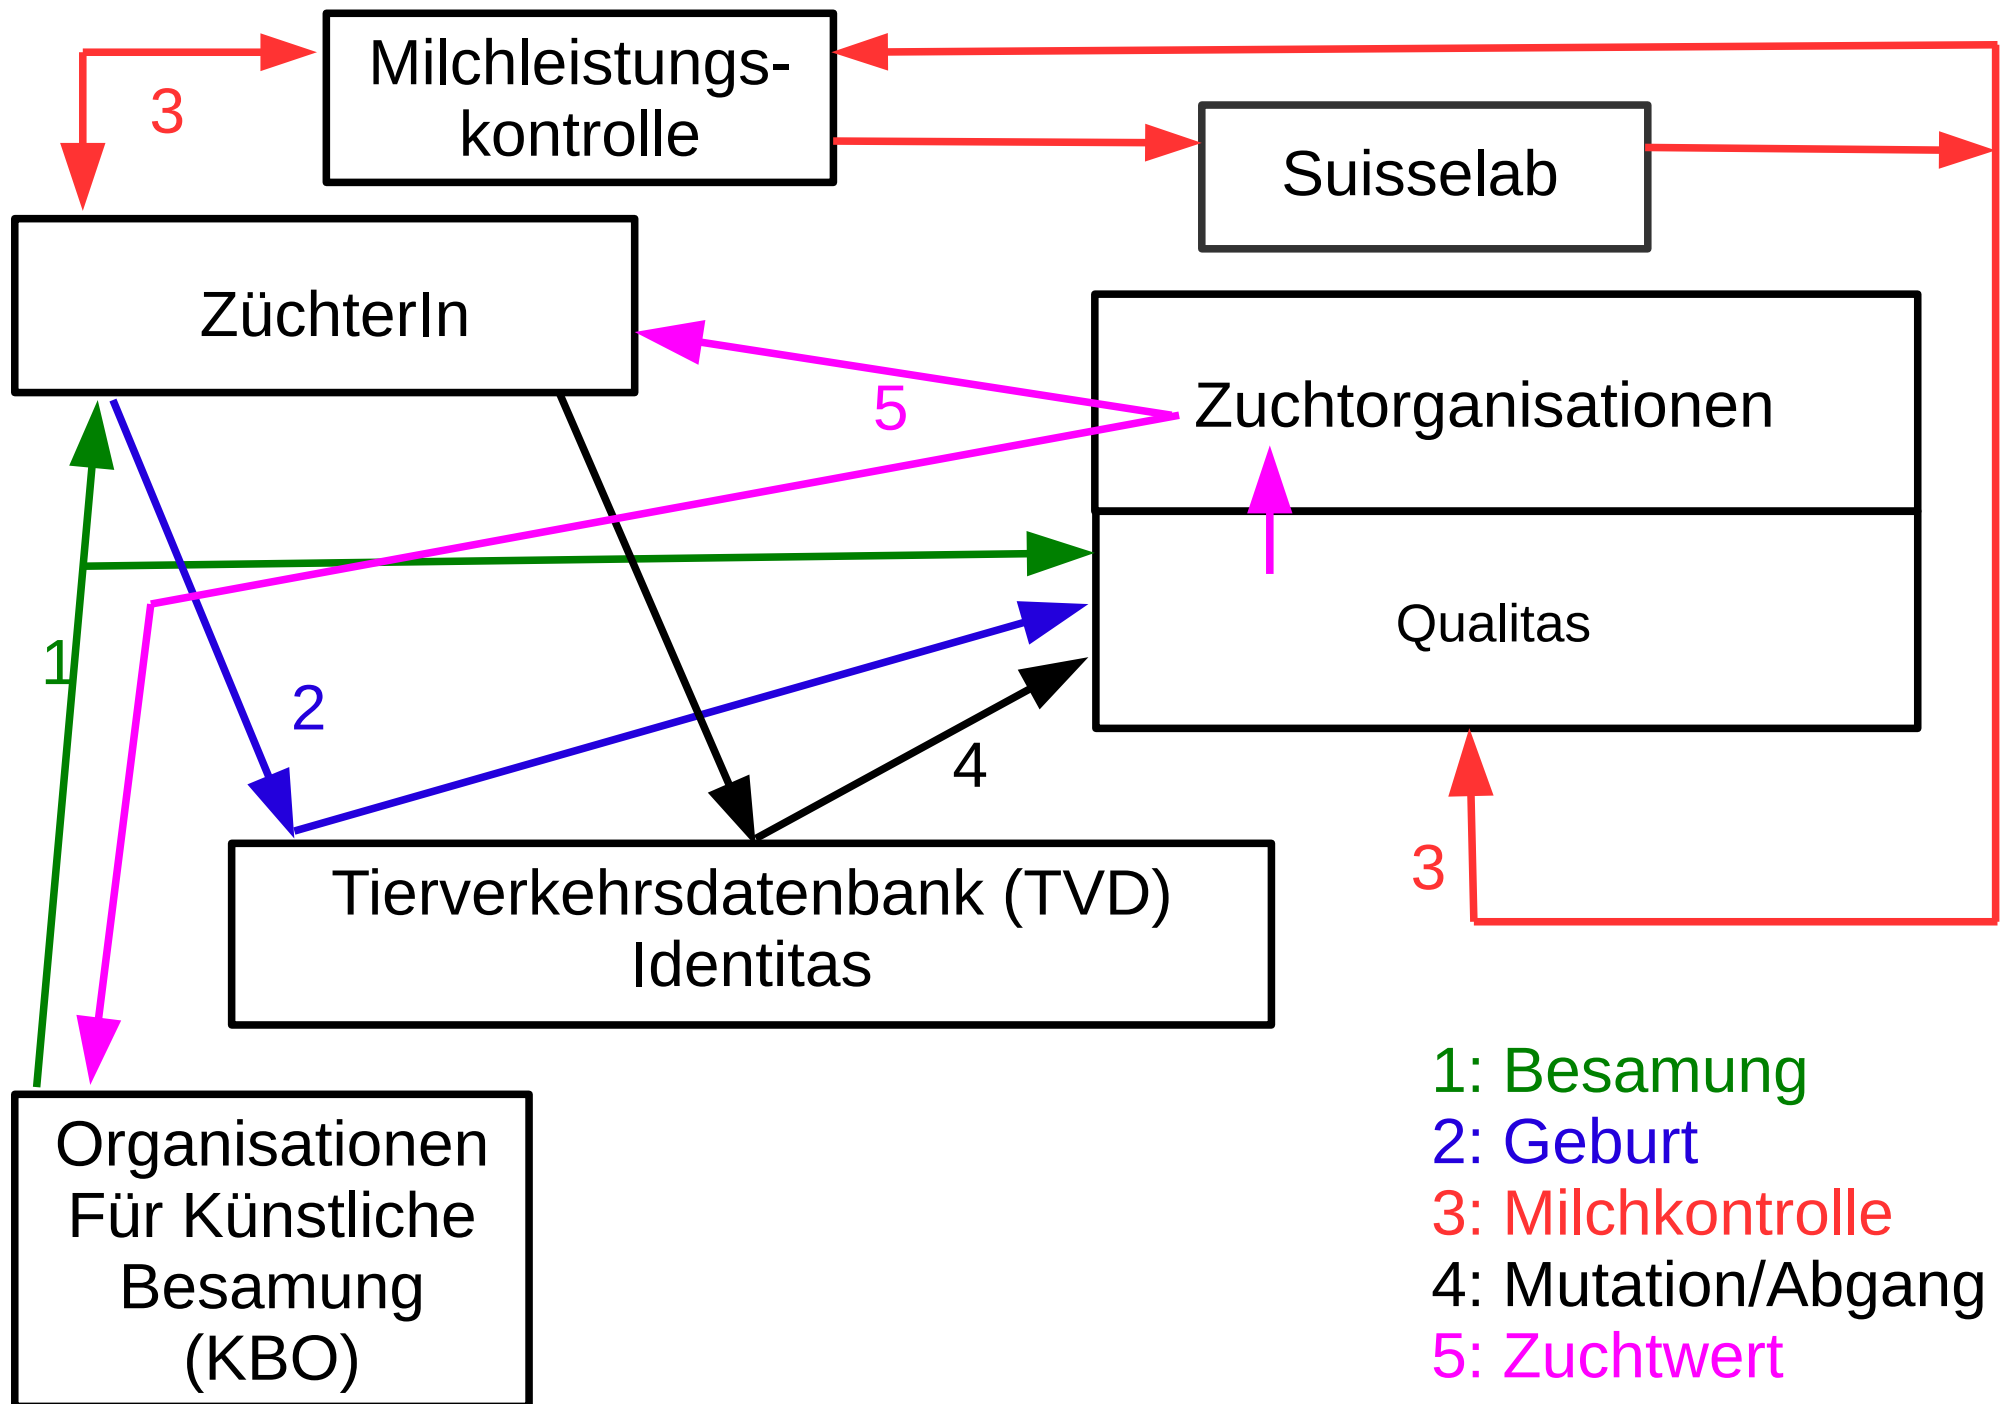 Milchleistungs-
kontrolle
3
Suisselab
ZüchterIn
5
Zuchtorganisationen
Qualitas
1
2
4
3
Tierverkehrsdatenbank (TVD)
Identitas
Organisationen
Für Künstliche
Besamung
(KBO)
1: Besamung
2: Geburt
3: Milchkontrolle
4: Mutation/Abgang
5: Zuchtwert